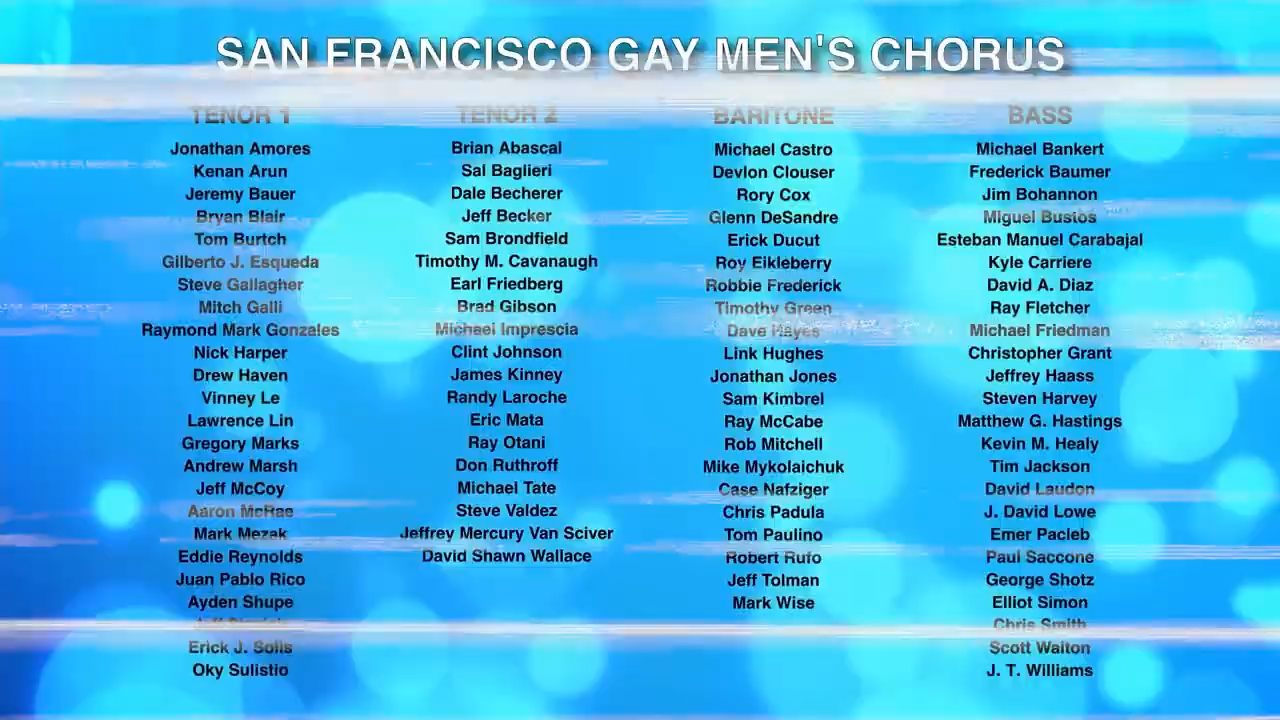 SAN FRANCISCO GAY MEN'S CHORUS
TENOR 1
Jonathan Amores
Kenan Arun
Jeremy Bauer
Bryan Blair
Tom Burtch
Gilberto J. Esqueda
Steve Gallagher
Mitch Galli
Raymond Mark Gonzales
Nick Harper
Drew Haven
Vinney Le
Lawrence Lin
Gregory Marks
Andrew Marsh
Jeff McCoy
Aaron McRae
Mark Mezak
Eddie Reynolds
Juan Pablo Rico
Ayden Shupe
Jeff
Erick J. Solis
Oky Sulistio
TENOR 2
Brian Abascal
Sal Baglieri
Dale Becherer
Jeff Becker
Sam Brondfield
Timothy M. Cavanaugh
Earl Friedberg
Brad Gibson
Michael Imprescia
Clint Johnson
James Kinney
Randy Laroche
Eric Mata
Ray Otani
Don Ruthroff
Michael Tate
Steve Valdez
Jeffrey Mercury Van Sciver
David Shawn Wallace
BARITONE
Michael Castro
Devlon Clouser
Rory Cox
Glenn DeSandre
Erick Ducut
Roy Eikleberry
Robbie Frederick
Timothy Green
Dave Hayes
Link Hughes
Jonathan Jones
Sam Kimbrel
Ray McCabe
Rob Mitchell
Mike Mykolaichuk
Case Nafziger
Chris Padula
Tom Paulino
Robert Rufo
Jeff Tolman
Mark Wise
BASS
Michael Bankert
Frederick Baumer
Jim Bohannon
Miguel Bustos
Esteban Manuel Carabajal
Kyle Carriere
David A. Diaz
Ray Fletcher
Michael Friedman
Christopher Grant
Jeffrey Haass
Steven Harvey
Matthew G. Hastings
Kevin M. Healy
Tim Jackson
David Laudon
J. David Lowe
Emer Pacleb
Paul Saccone
George Shotz
Elliot Simon
Chris Smith
Scott Walton
J. T. Williams